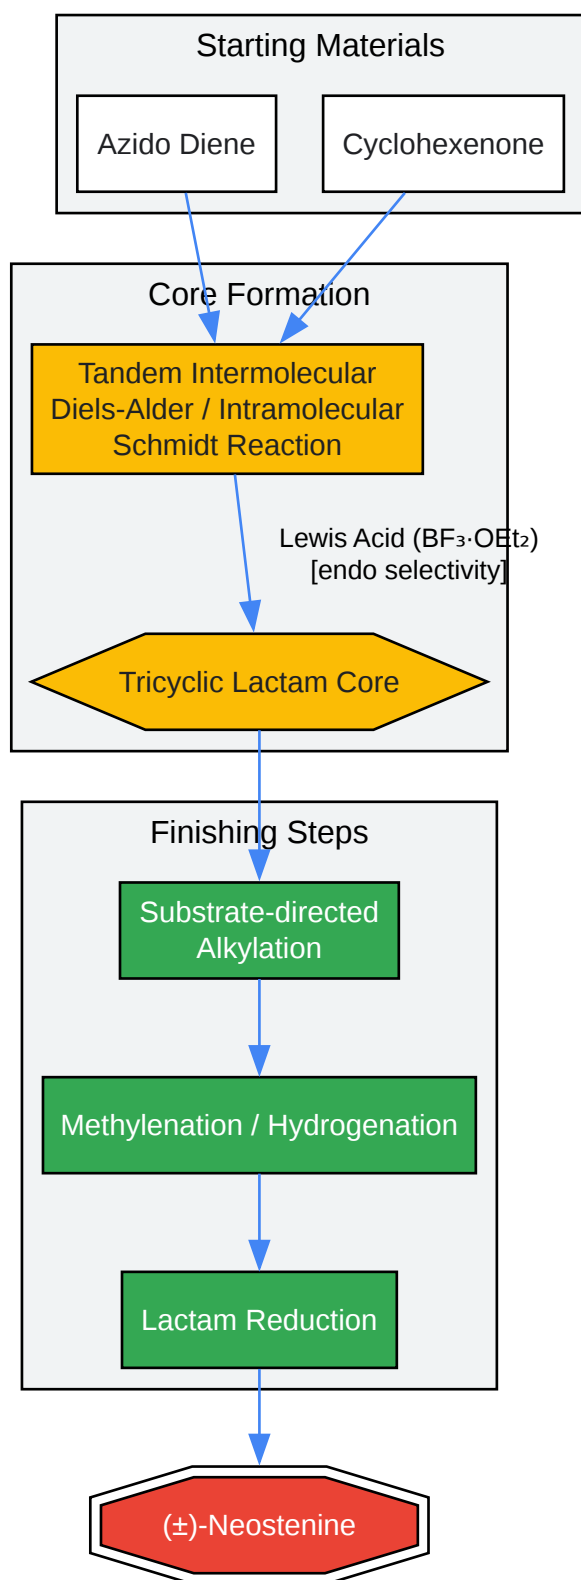 Starting Materials
Azido Diene
Cyclohexenone
Core Formation
Tandem Intermolecular
Diels-Alder / Intramolecular
Schmidt Reaction
Lewis Acid (BF₃·OEt₂)
[endo selectivity]
Tricyclic Lactam Core
Finishing Steps
Substrate-directed
Alkylation
Methylenation / Hydrogenation
Lactam Reduction
(±)-Neostenine